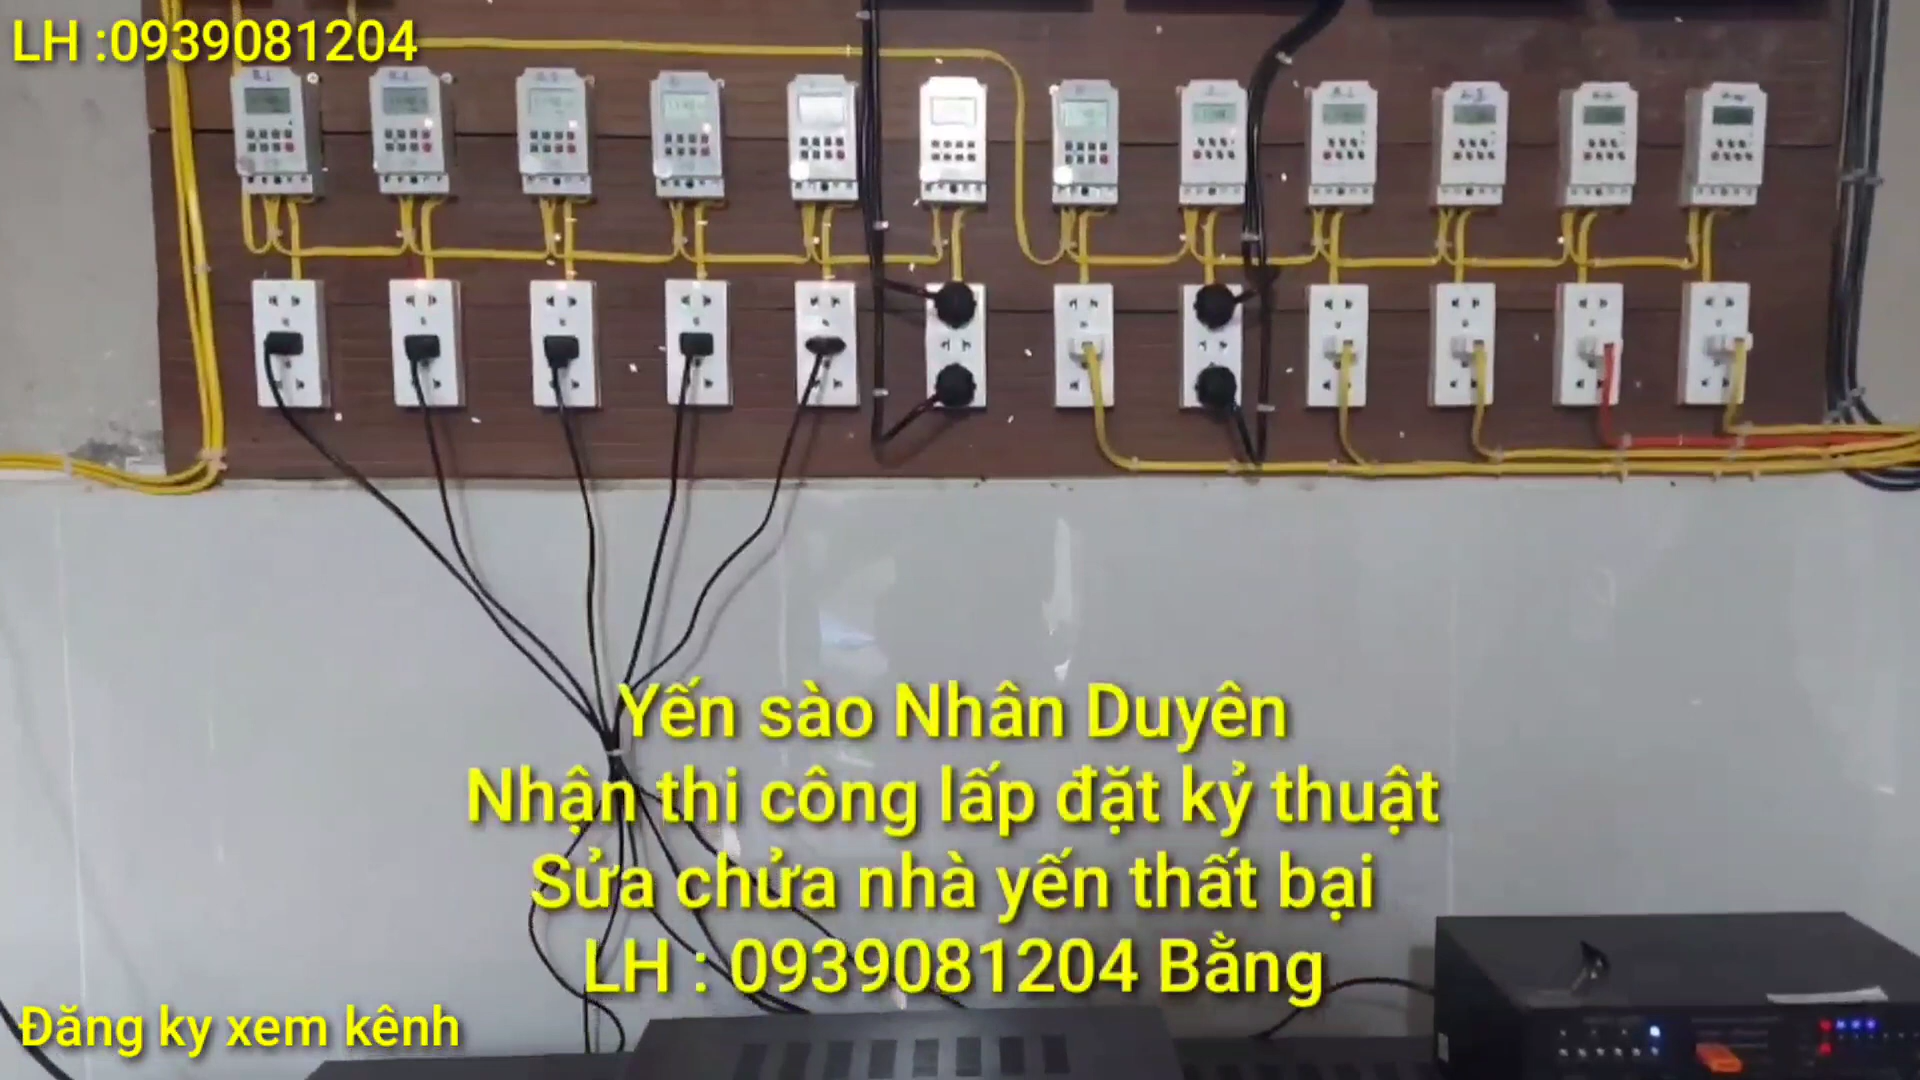 LH :0939081204
Yến sào Nhân Duyên
Nhận thi công lấp đặt kỷ thuật
Sửa chửa nhà yến thất bại
LH : 0939081204 Bằng
Đăng ky xem kênh